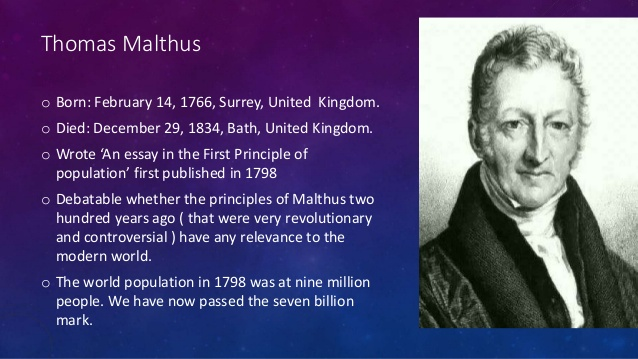 Thomas Malthus
o Born: February 14, 1766, Surrey, United Kingdom.
o Died: December 29, 1834, Bath, United Kingdom.
o Wrote ‘An essay in the First Principle of
population’ first published in 1798
o Debatable whether the principles of Malthus two
hundred years ago ( that were very revolutionary
and controversial ) have any relevance to the
modern world.
o The world population in 1798 was at nine million
people. We have now passed the seven billion
mark.